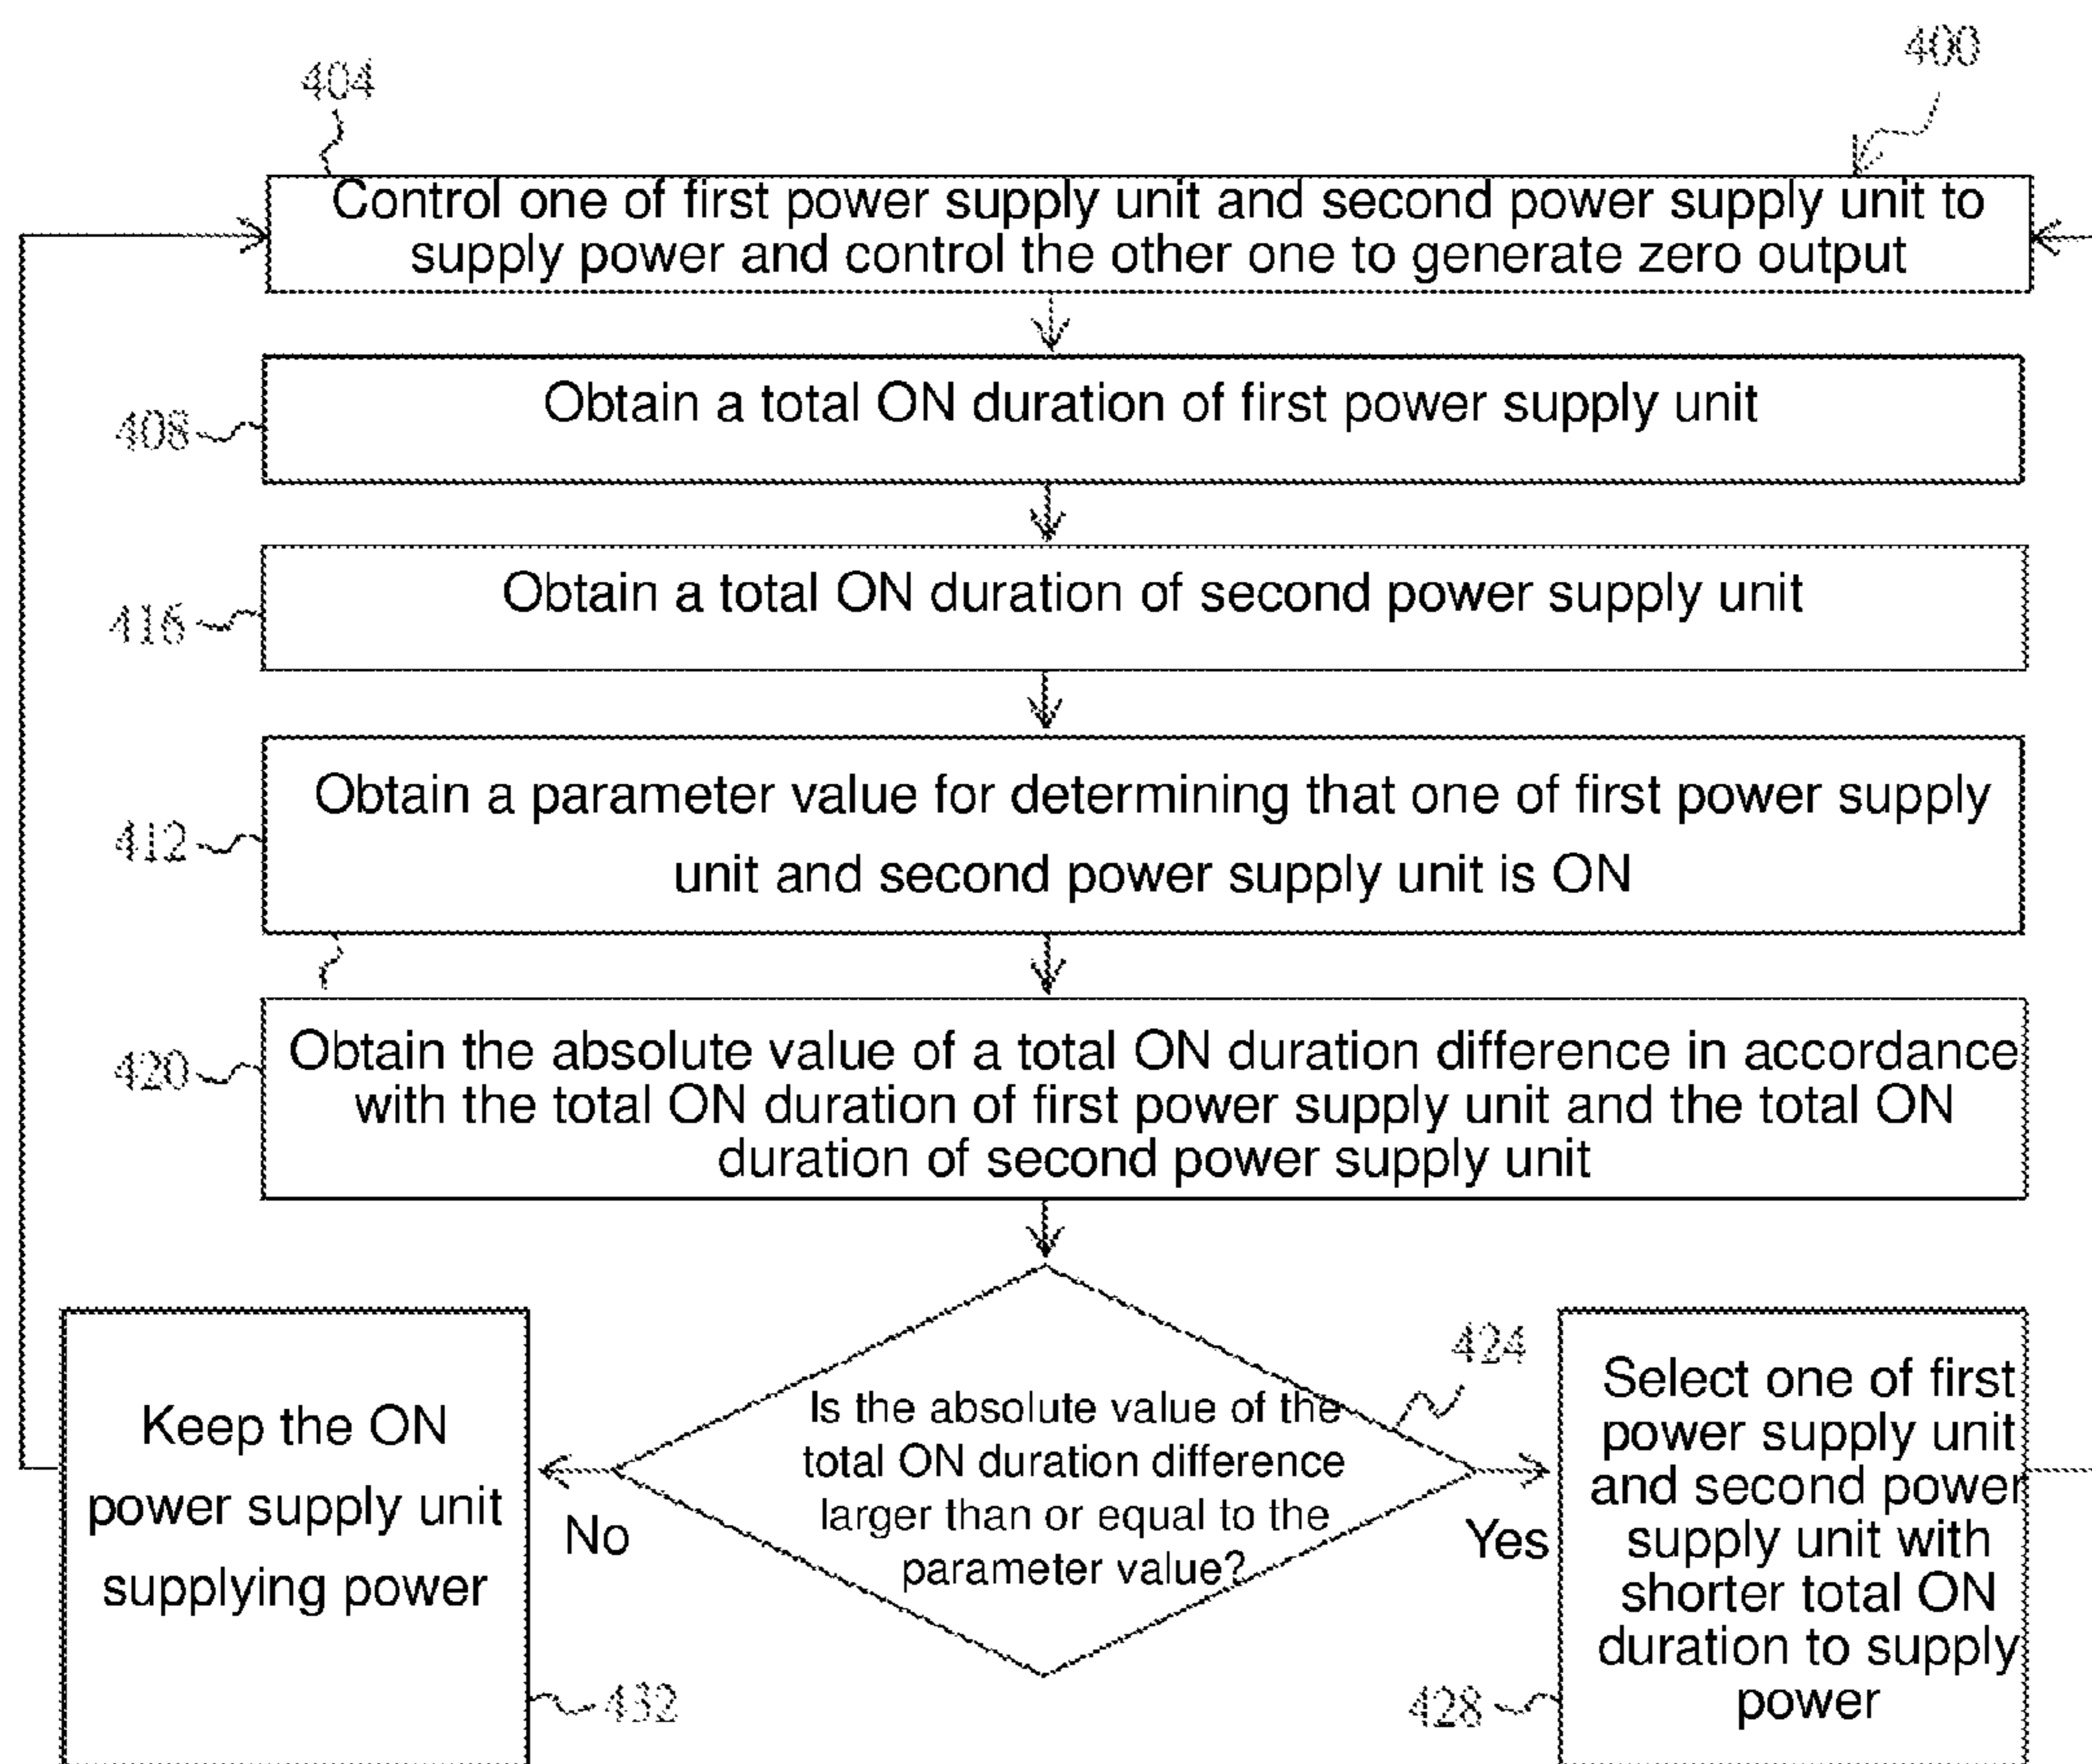 400
404
Control one of first power supply unit and second power supply unit to
supply power and control the other one to generate zero output
408
Obtain a total ON duration of first power supply unit
416
Obtain a total ON duration of second power supply unit
412
Obtain a parameter value for determining that one of first power supply
unit and second power supply unit is ON
420
Obtain the absolute value of a total ON duration difference in accordance
with the total ON duration of first power supply unit and the total ON
duration of second power supply unit
424
Is the absolute value of the
total ON duration difference
larger than or equal to the
parameter value?
No
Yes
Keep the ON
power supply unit
supplying power
432
Select one of first
power supply unit
and second power
supply unit with
shorter total ON
duration to supply
power
428